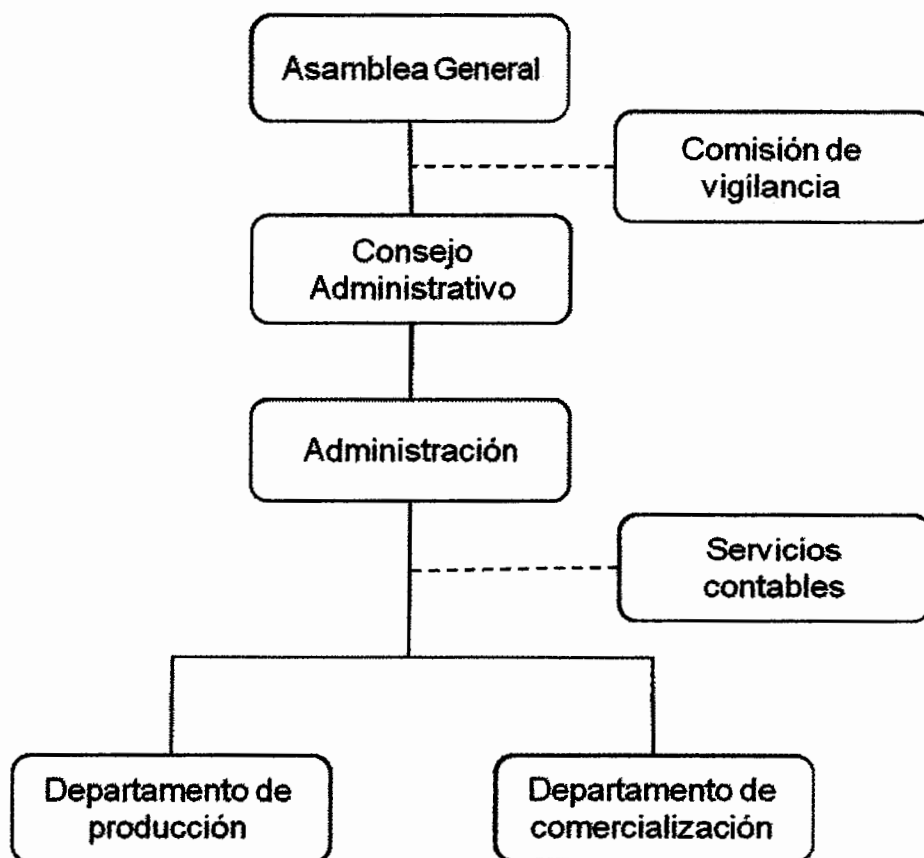 Asamblea General
Comisión de
vigilancia
Consejo
Administrativo
Administración
Servicios
contables
Departamento de
producción
Departamento de
comercialización